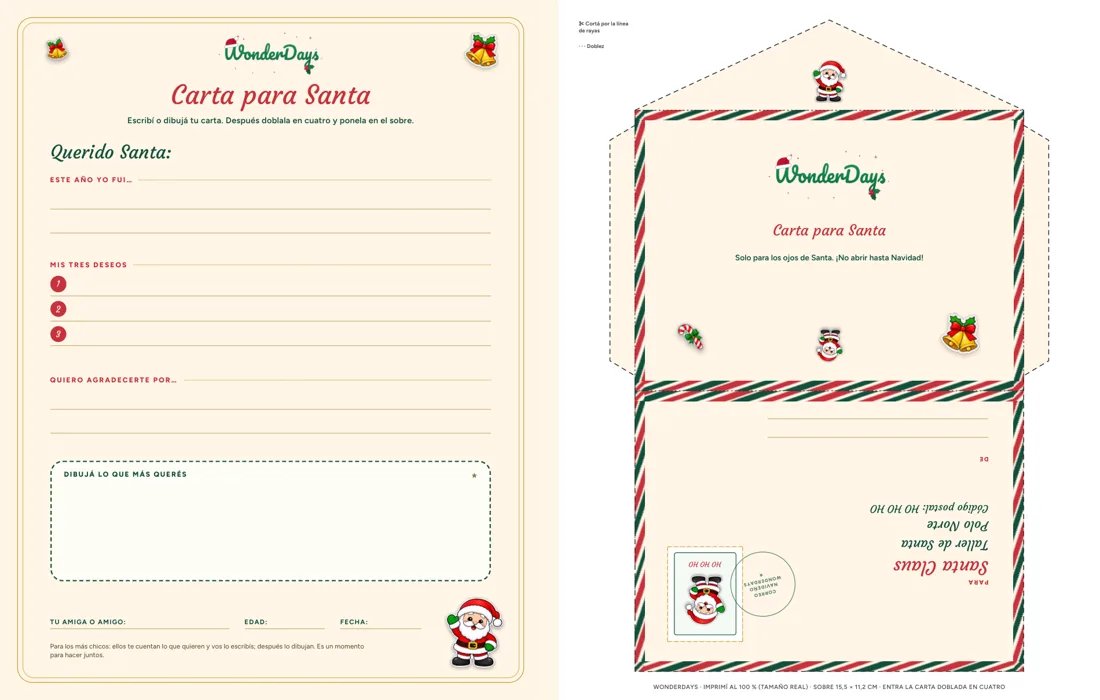 WonderDays
Carta para Santa
Escribí o dibujá tu carta. Después doblala en cuatro y ponela en el sobre.
Querido Santa:
ESTE AÑO YO FUI...
MIS TRES DESEOS
1
2
3
QUIERO AGRADECERTE POR...
DIBUJÁ LO QUE MÁS QUERÉS
TU AMIGA O AMIGO:
EDAD:
FECHA:
Para los más chicos: ellos te cuentan lo que quieren y vos lo escribís; después lo dibujan. Es un momento
para hacer juntos.
Cortá por la línea
de rayas
Doblez
WonderDays
Carta para Santa
Solo para los ojos de Santa. ¡No abrir hasta Navidad!
DE
PARA
Santa Claus
Taller de Santa
Polo Norte
Código postal: HO HO HO
HO HO HO
CORREO
NAVIDEÑO
WONDERDAYS
WONDERDAYS · IMPRIMÍ AL 100 % (TAMAÑO REAL) · SOBRE 15,5 × 11,2 CM · ENTRA LA CARTA DOBLADA EN CUATRO